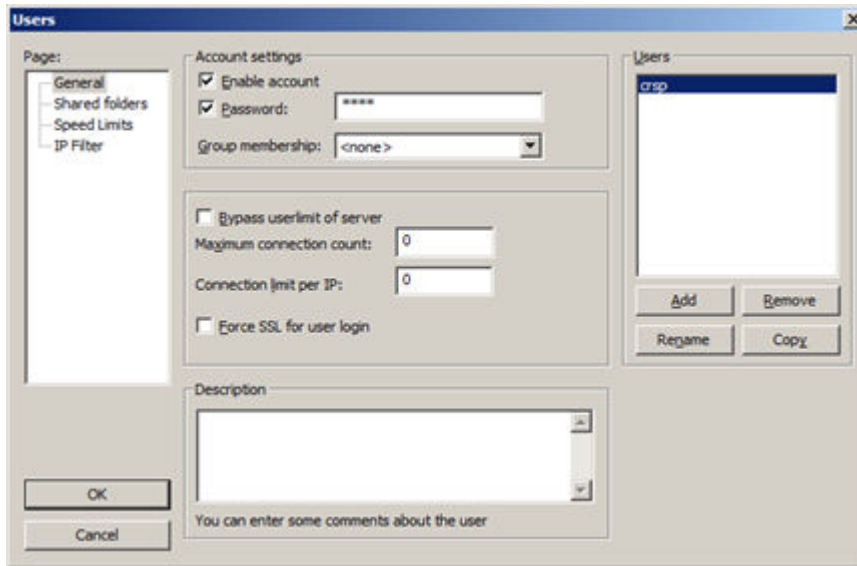 Users
Page:
General
Shared folders
Speed Limits
IP Filter
OK
Cancel
Account settings
Enable account
Password: ****
Group membership: <none>
Bypass userlimit of server
Maximum connection count: 0
Connection limit per IP: 0
Force SSL for user login
Description
You can enter some comments about the user
Users
crsp
Add Remove
Rename Copy